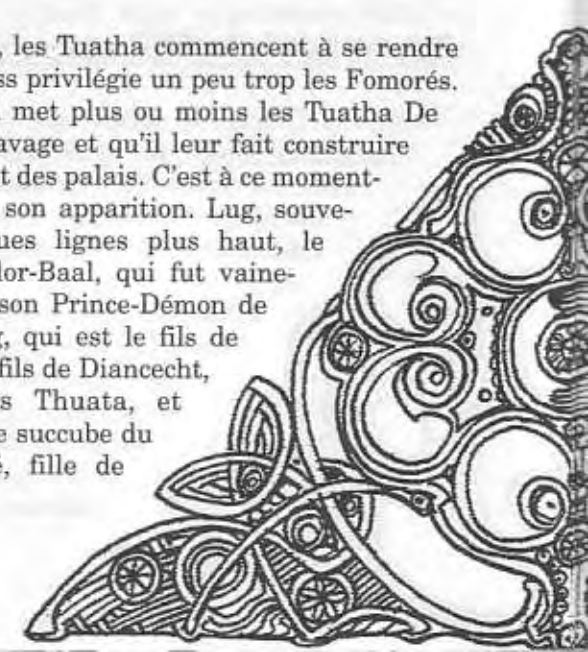 , les Tuatha commencent à se rendre
ss privilégie un peu trop les Fomorés.
met plus ou moins les Tuatha De
avage et qu'il leur fait construire
t des palais. C'est à ce moment-
son apparition. Lug, souve-
ues lignes plus haut, le
lor-Baal, qui fut vaine-
son Prince-Démon de
, qui est le fils de
fils de Diancecht,
s Thuata, et
e succube du
, fille de